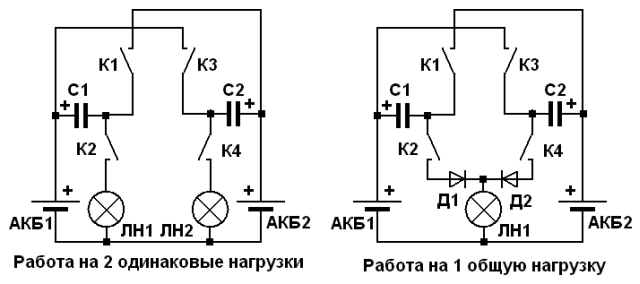 К1
К3
С1
С2
+
+
К2
К4
+
+
АКБ1
ЛН1
ЛН2
АКБ2
Работа на 2 одинаковые нагрузки
К1
К3
С1
С2
+
+
К2
К4
Д1
Д2
+
+
АКБ1
ЛН1
АКБ2
Работа на 1 общую нагрузку